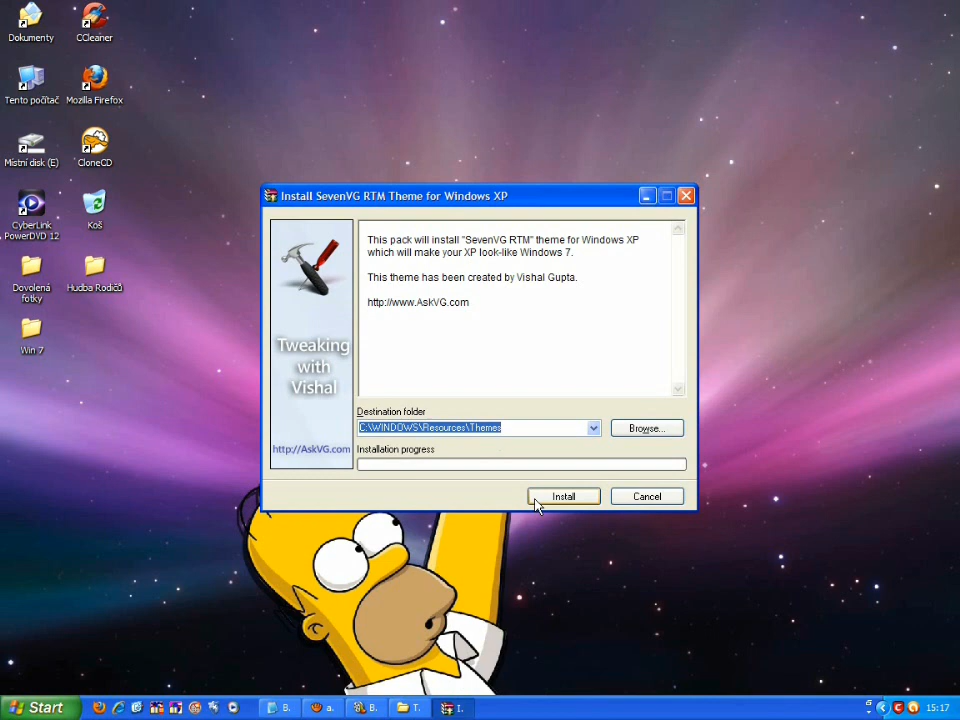 Dokumenty
CCleaner
Tento počítač
Mozilla Firefox
Místní disk (E)
CloneCD
CyberLink
PowerDVD 12
Koš
Dovolená
fotky
Hudba Rodičů
Win 7
Install SevenVG RTM Theme for Windows XP
This pack will install "SevenVG RTM" theme for Windows XP
which will make your XP look-like Windows 7.
This theme has been created by Vishal Gupta.
http://www.AskVG.com
Tweaking
with
Vishal
http://AskVG.com
Destination folder
C:\WINDOWS\Resources\Themes
Browse...
Installation progress
Install
Cancel
Start
B.
a.
B.
T.
I.
15:17